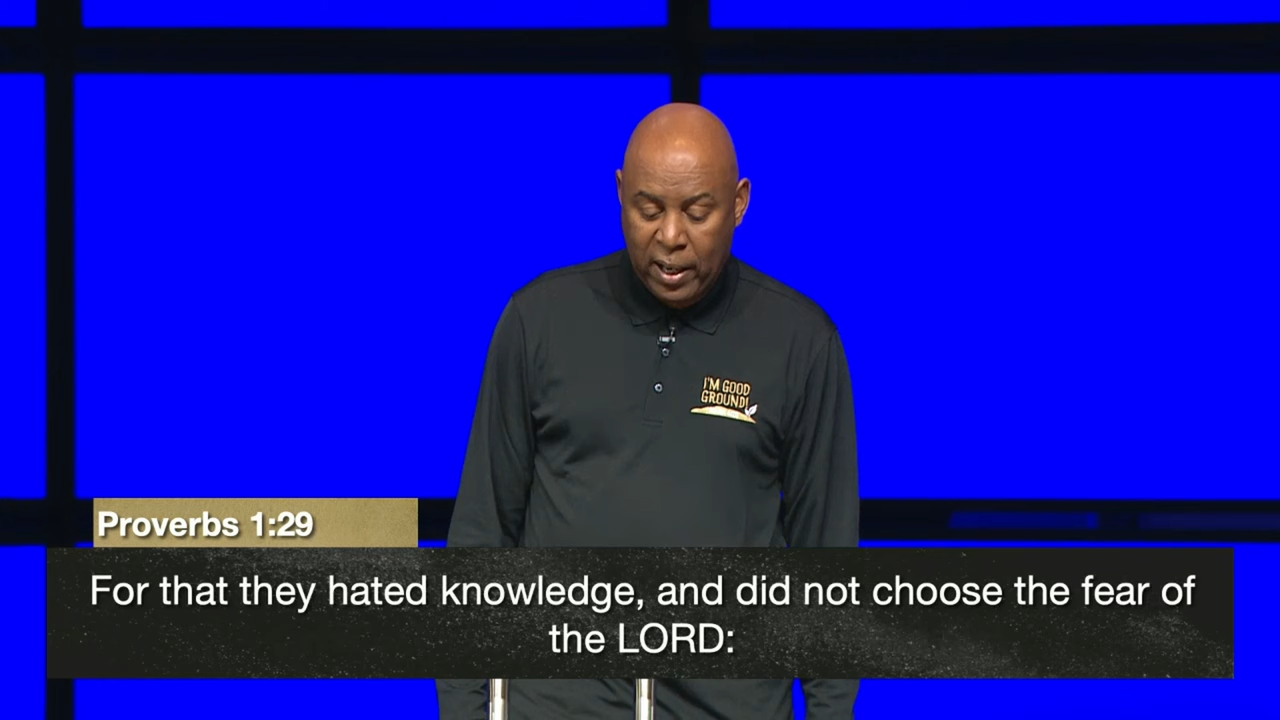 I'M GOOD
GROUND!
Proverbs 1:29
For that they hated knowledge, and did not choose the fear of
the LORD: